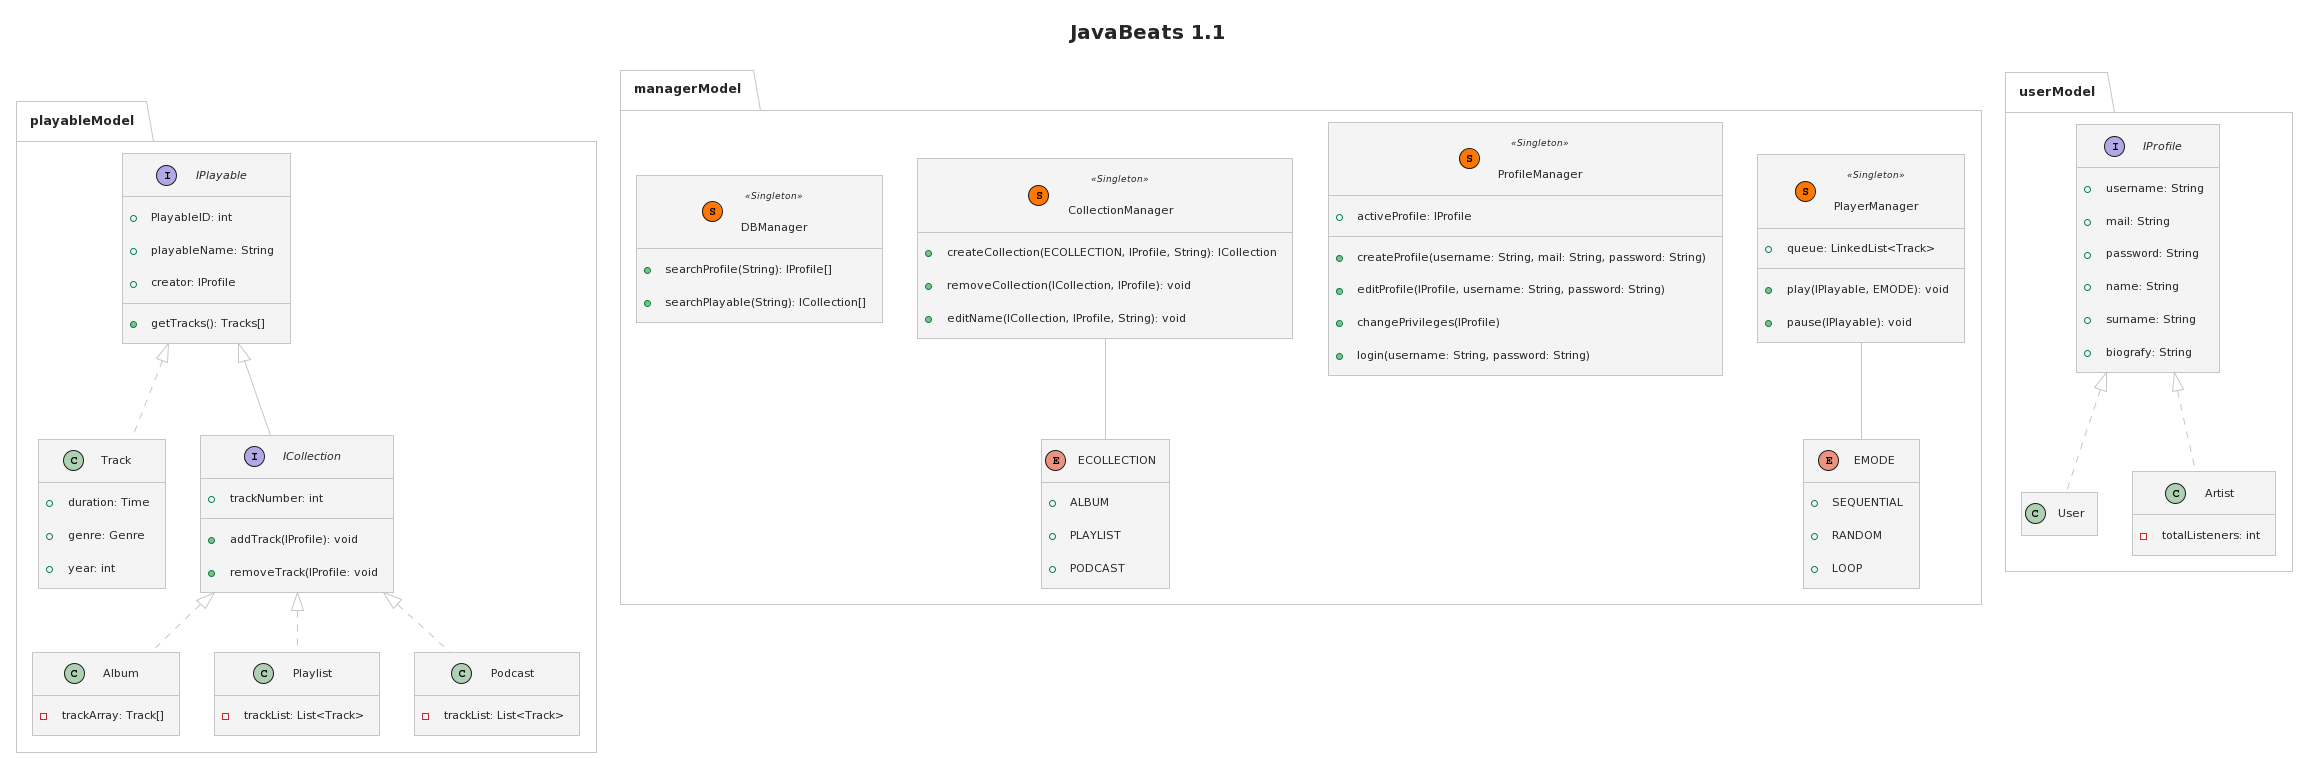 JavaBeats 1.1
playableModel
I IPlayable
PlayableID: int
playableName: String
creator: IProfile
getTracks(): Tracks[]
C Track
duration: Time
genre: Genre
year: int
I ICollection
trackNumber: int
addTrack(IProfile): void
removeTrack(IProfile: void
C Album
trackArray: Track[]
C Playlist
trackList: List<Track>
C Podcast
trackList: List<Track>
managerModel
«Singleton»
S DBManager
searchProfile(String): IProfile[]
searchPlayable(String): ICollection[]
«Singleton»
S CollectionManager
createCollection(ECOLLECTION, IProfile, String): ICollection
removeCollection(ICollection, IProfile): void
editName(ICollection, IProfile, String): void
«Singleton»
S ProfileManager
activeProfile: IProfile
createProfile(username: String, mail: String, password: String)
editProfile(IProfile, username: String, password: String)
changePrivileges(IProfile)
login(username: String, password: String)
«Singleton»
S PlayerManager
queue: LinkedList<Track>
play(IPlayable, EMODE): void
pause(IPlayable): void
E ECOLLECTION
ALBUM
PLAYLIST
PODCAST
E EMODE
SEQUENTIAL
RANDOM
LOOP
userModel
I IProfile
username: String
mail: String
password: String
name: String
surname: String
biografy: String
C User
C Artist
totalListeners: int